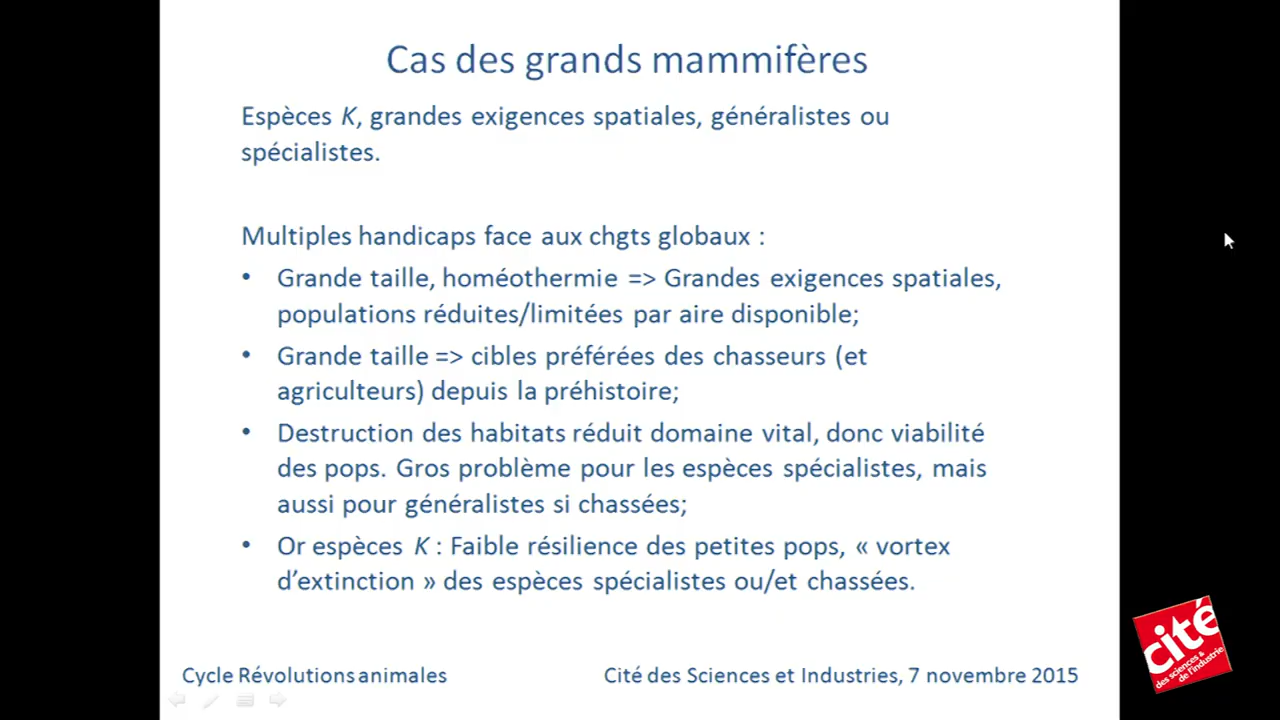 Cas des grands mammifères
Espèces K, grandes exigences spatiales, généralistes ou
spécialistes.
Multiples handicaps face aux chgts globaux :
• Grande taille, homéothermie => Grandes exigences spatiales,
populations réduites/limitées par aire disponible;
• Grande taille => cibles préférées des chasseurs (et
agriculteurs) depuis la préhistoire;
• Destruction des habitats réduit domaine vital, donc viabilité
des pops. Gros problème pour les espèces spécialistes, mais
aussi pour généralistes si chassées;
• Or espèces K : Faible résilience des petites pops, « vortex
d’extinction » des espèces spécialistes ou/et chassées.
Cycle Révolutions animales
Cité des Sciences et Industries, 7 novembre 2015
cité
des sciences &
de l'industrie